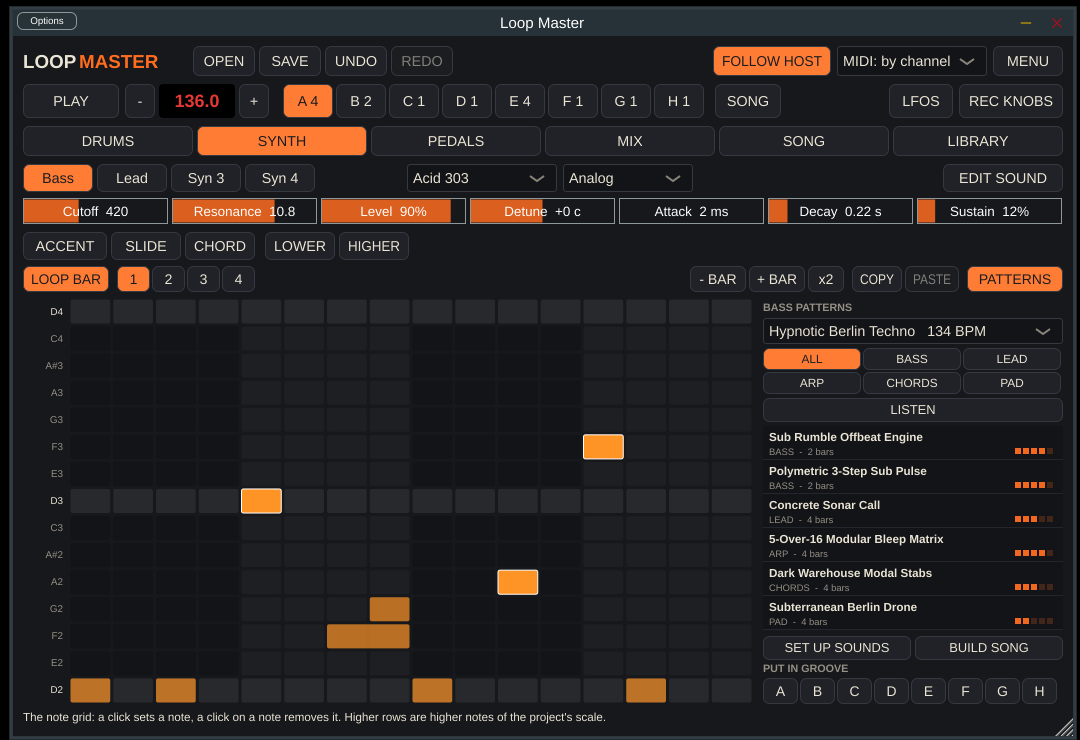 Options Loop Master
LOOPMASTER OPEN SAVE UNDO REDO FOLLOW HOST MIDI: by channel MENU
PLAY - 136.0 + A 4 B 2 C 1 D 1 E 4 F 1 G 1 H 1 SONG LFOS REC KNOBS
DRUMS SYNTH PEDALS MIX SONG LIBRARY
Bass Lead Syn 3 Syn 4 Acid 303 Analog EDIT SOUND
Cutoff 420 Resonance 10.8 Level 90% Detune +0 c Attack 2 ms Decay 0.22 s Sustain 12%
ACCENT SLIDE CHORD LOWER HIGHER
LOOP BAR 1 2 3 4 - BAR + BAR x2 COPY PASTE PATTERNS
D4
C4
A#3
A3
G3
F3
E3
D3
C3
A#2
A2
G2
F2
E2
D2
BASS PATTERNS
Hypnotic Berlin Techno 134 BPM
ALL BASS LEAD
ARP CHORDS PAD
LISTEN
Sub Rumble Offbeat Engine
BASS - 2 bars
Polymetric 3-Step Sub Pulse
BASS - 2 bars
Concrete Sonar Call
LEAD - 4 bars
5-Over-16 Modular Bleep Matrix
ARP - 4 bars
Dark Warehouse Modal Stabs
CHORDS - 4 bars
Subterranean Berlin Drone
PAD - 4 bars
SET UP SOUNDS BUILD SONG
PUT IN GROOVE
A B C D E F G H
The note grid: a click sets a note, a click on a note removes it. Higher rows are higher notes of the project's scale.